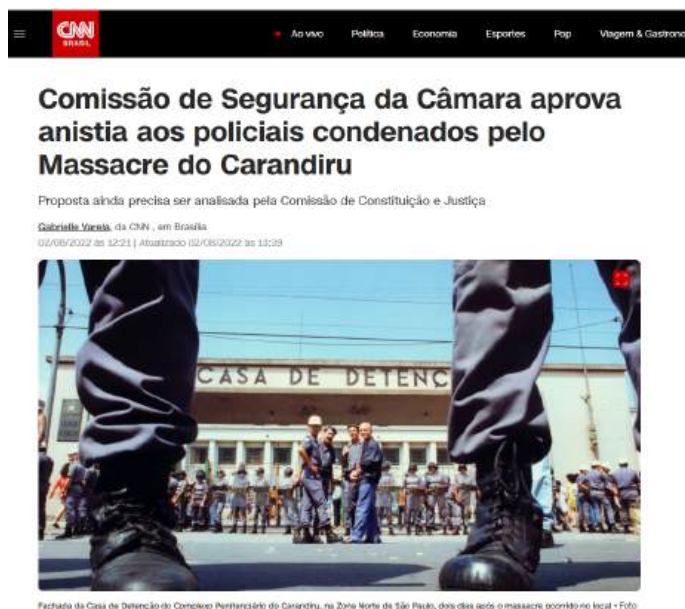 CNN
BRASIL
Ao vivo Política Economia Esportes Pop Viagem & Gastrono
Comissão de Segurança da Câmara aprova
anistia aos policiais condenados pelo
Massacre do Carandiru
Proposta ainda precisa ser analisada pela Comissão de Constituição e Justiça
Gabrielle Varela, da CNN , em Brasília
02/08/2022 às 12:21 | Atualizado 02/08/2022 às 13:39
CASA DE DETENÇ
Fachada da Casa de Detenção do Complexo Penitenciário do Carandiru, na Zona Norte de São Paulo, dois dias após o massacre ocorrido no local • Foto